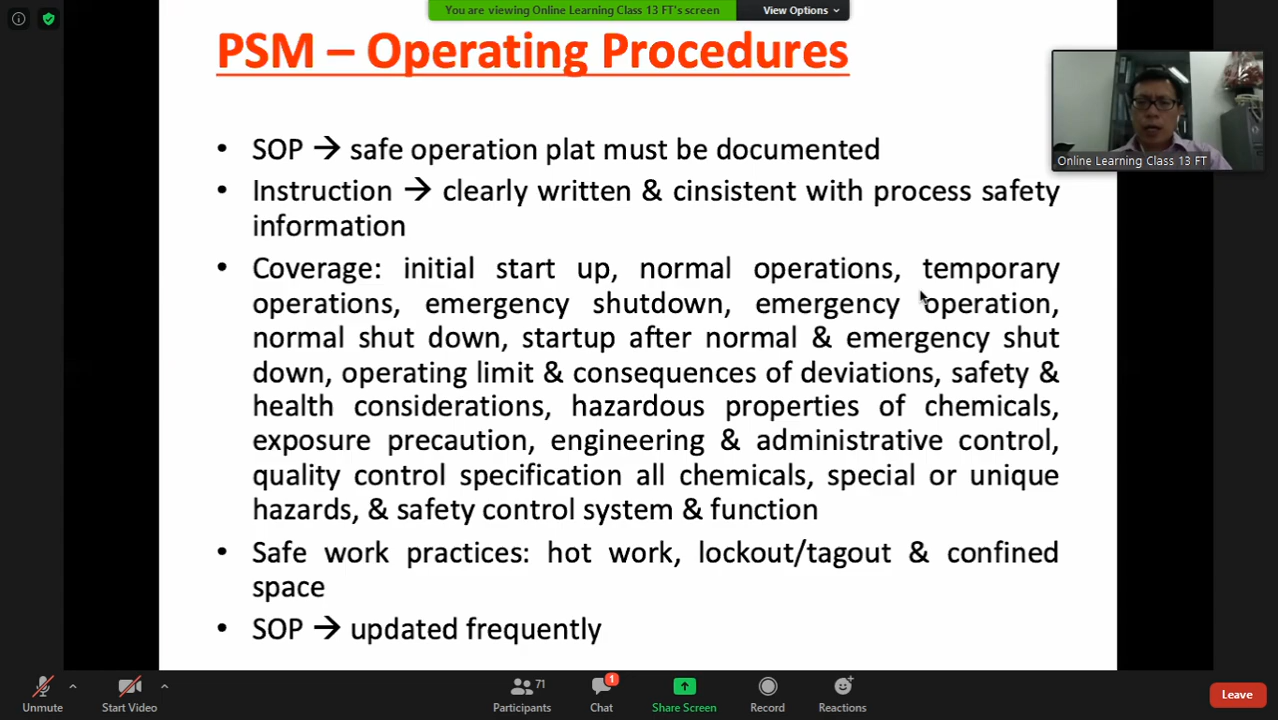 You are viewing Online Learning Class 13 FT's screen
View Options
PSM – Operating Procedures
Online Learning Class 13 FT
• SOP → safe operation plat must be documented
• Instruction → clearly written & cinsistent with process safety
information
• Coverage: initial start up, normal operations, temporary
operations, emergency shutdown, emergency operation,
normal shut down, startup after normal & emergency shut
down, operating limit & consequences of deviations, safety &
health considerations, hazardous properties of chemicals,
exposure precaution, engineering & administrative control,
quality control specification all chemicals, special or unique
hazards, & safety control system & function
• Safe work practices: hot work, lockout/tagout & confined
space
• SOP → updated frequently
Unmute
Start Video
Participants
71
Chat
1
Share Screen
Record
Reactions
Leave